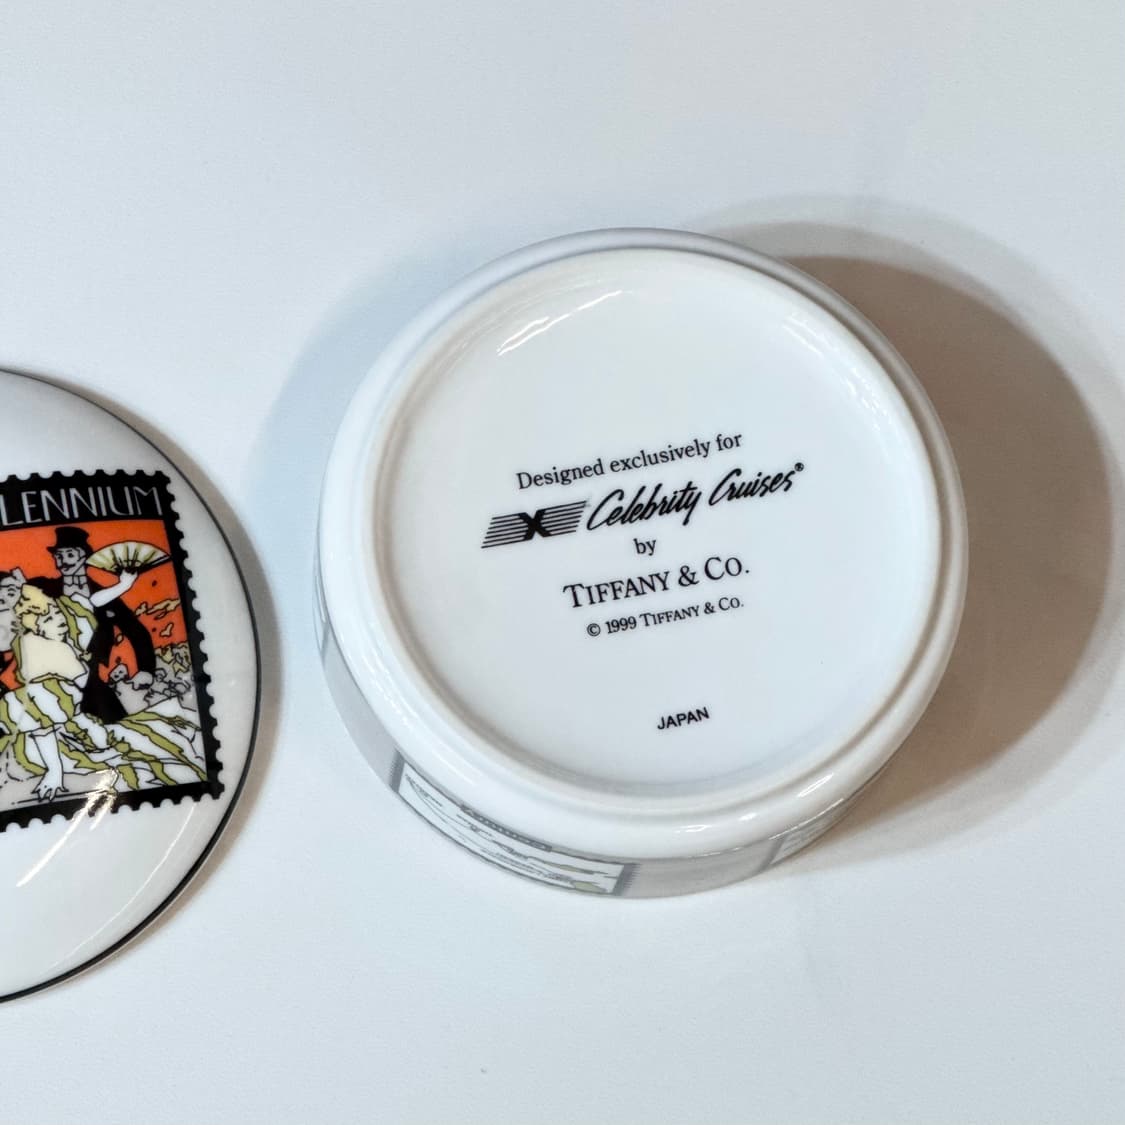 LENNIUM
Designed exclusively for
X Celebrity Cruises®
by
TIFFANY & CO.
© 1999 TIFFANY & CO.
JAPAN